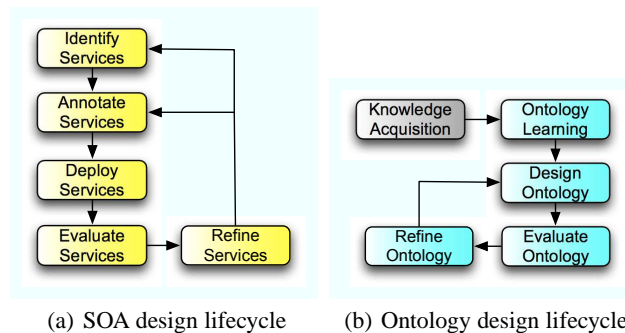 Identify
Services
Annotate
Services
Deploy
Services
Evaluate
Services
Refine
Services
(a) SOA design lifecycle
Knowledge
Acquisition
Ontology
Learning
Design
Ontology
Refine
Ontology
Evaluate
Ontology
(b) Ontology design lifecycle